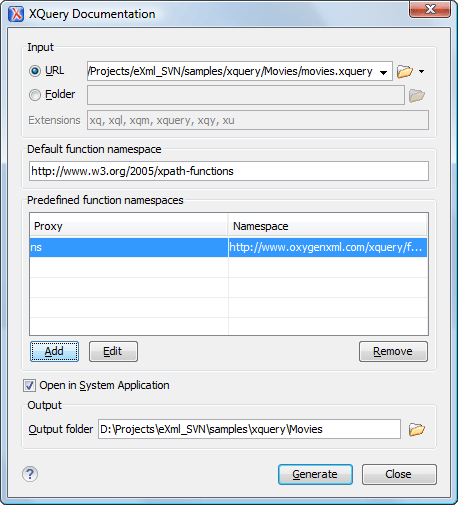 XQuery Documentation
Input
URL /Projects/eXml_SVN/samples/xquery/Movies/movies.xquery
Folder
Extensions xq, xql, xqm, xquery, xqy, xu
Default function namespace
http://www.w3.org/2005/xpath-functions
Predefined function namespaces
Proxy Namespace
ns http://www.oxygenxml.com/xquery/f...
Add Edit Remove
Open in System Application
Output
Output folder D:\Projects\eXml_SVN\samples\xquery\Movies
? Generate Close